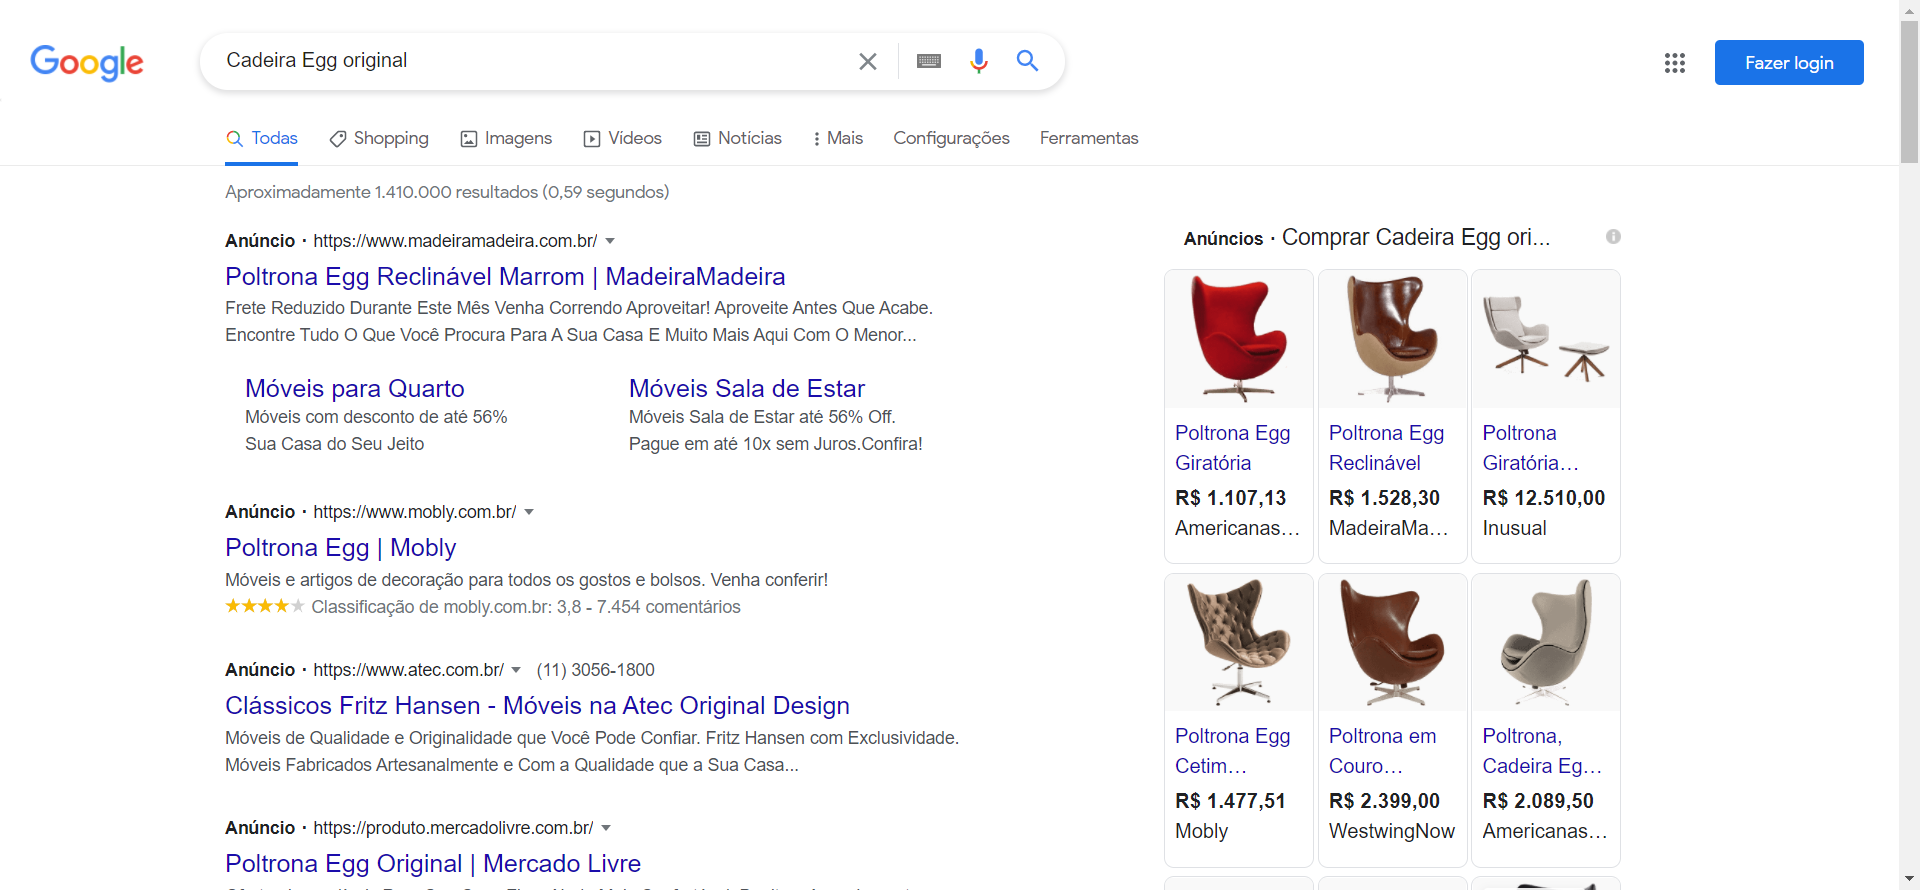 Google
Cadeira Egg original
Fazer login
Todas
Shopping
Imagens
Vídeos
Notícias
Mais
Configurações
Ferramentas
Aproximadamente 1.410.000 resultados (0,59 segundos)
Anúncio · https://www.madeiramadeira.com.br/
Poltrona Egg Reclinável Marrom | MadeiraMadeira
Frete Reduzido Durante Este Mês Venha Correndo Aproveitar! Aproveite Antes Que Acabe.
Encontre Tudo O Que Você Procura Para A Sua Casa E Muito Mais Aqui Com O Menor...
Móveis para Quarto
Móveis com desconto de até 56%
Sua Casa do Seu Jeito
Móveis Sala de Estar
Móveis Sala de Estar até 56% Off.
Pague em até 10x sem Juros.Confira!
Anúncio · https://www.mobly.com.br/
Poltrona Egg | Mobly
Móveis e artigos de decoração para todos os gostos e bolsos. Venha conferir!
Classificação de mobly.com.br: 3,8 - 7.454 comentários
Anúncio · https://www.atec.com.br/ (11) 3056-1800
Clássicos Fritz Hansen - Móveis na Atec Original Design
Móveis de Qualidade e Originalidade que Você Pode Confiar. Fritz Hansen com Exclusividade.
Móveis Fabricados Artesanalmente e Com a Qualidade que a Sua Casa...
Anúncio · https://produto.mercadolivre.com.br/
Poltrona Egg Original | Mercado Livre
Anúncios · Comprar Cadeira Egg ori...
Poltrona Egg
Giratória
R$ 1.107,13
Americanas...
Poltrona Egg
Reclinável
R$ 1.528,30
MadeiraMa...
Poltrona
Giratória...
R$ 12.510,00
Inusual
Poltrona Egg
Cetim...
R$ 1.477,51
Mobly
Poltrona em
Couro...
R$ 2.399,00
WestwingNow
Poltrona,
Cadeira Eg...
R$ 2.089,50
Americanas...